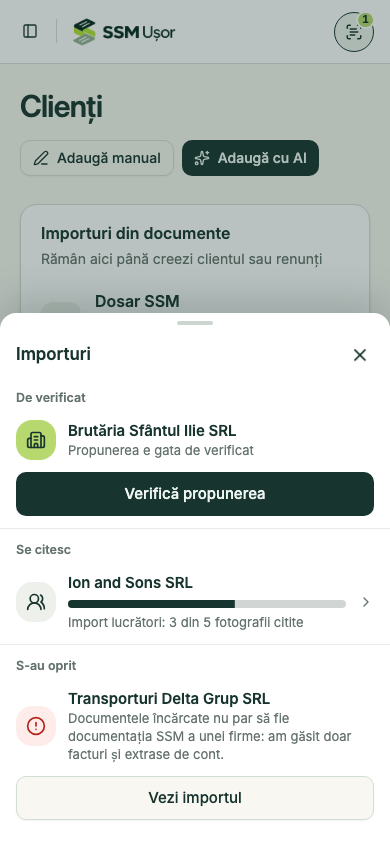 SSM Ușor
1
Clienți
Adaugă manual
Adaugă cu AI
Importuri din documente
Rămân aici până creezi clientul sau renunți
Dosar SSM
Importuri
De verificat
Brutăria Sfântul Ilie SRL
Propunerea e gata de verificat
Verifică propunerea
Se citesc
Ion and Sons SRL
Import lucrători: 3 din 5 fotografii citite
S-au oprit
Transporturi Delta Grup SRL
Documentele încărcate nu par să fie
documentația SSM a unei firme: am găsit doar
facturi și extrase de cont.
Vezi importul